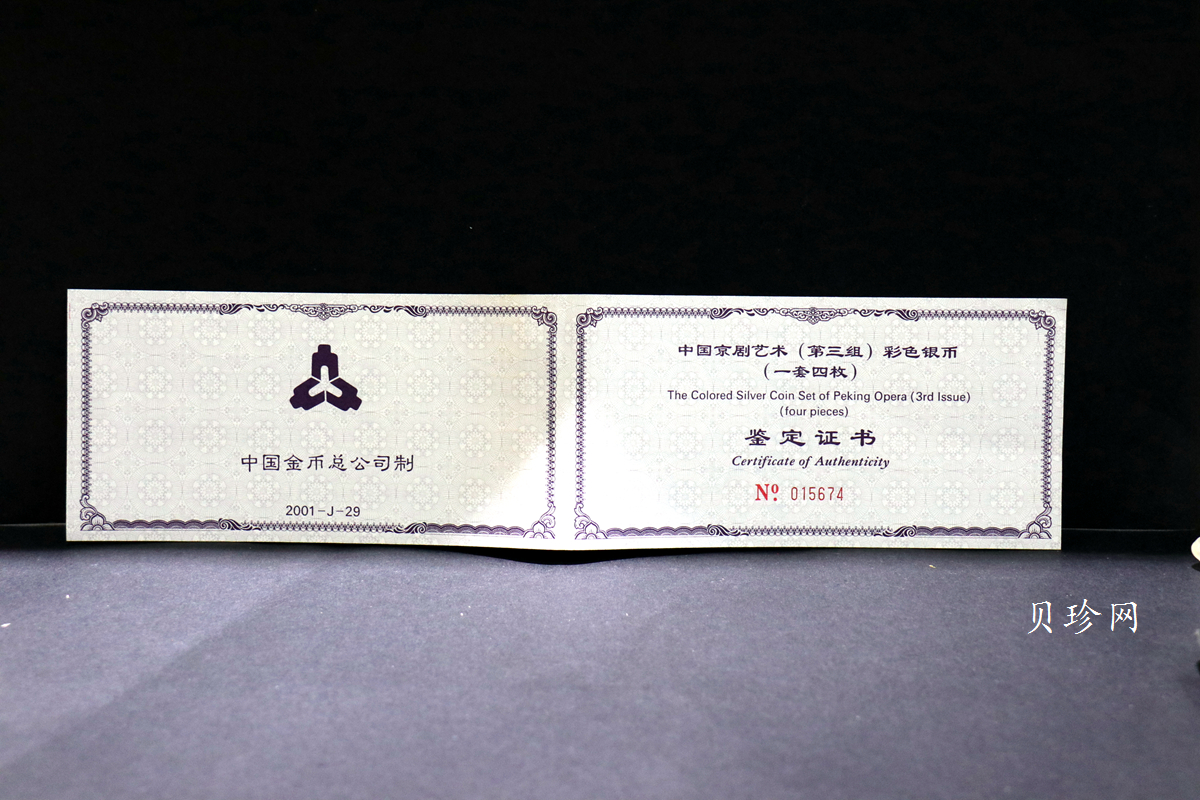 中国金币总公司制
2001-J-29
中国京剧艺术（第三组）彩色银币
（一套四枚）
The Colored Silver Coin Set of Peking Opera (3rd Issue)
(four pieces)
鉴定证书
Certificate of Authenticity
Nº 015674
贝珍网